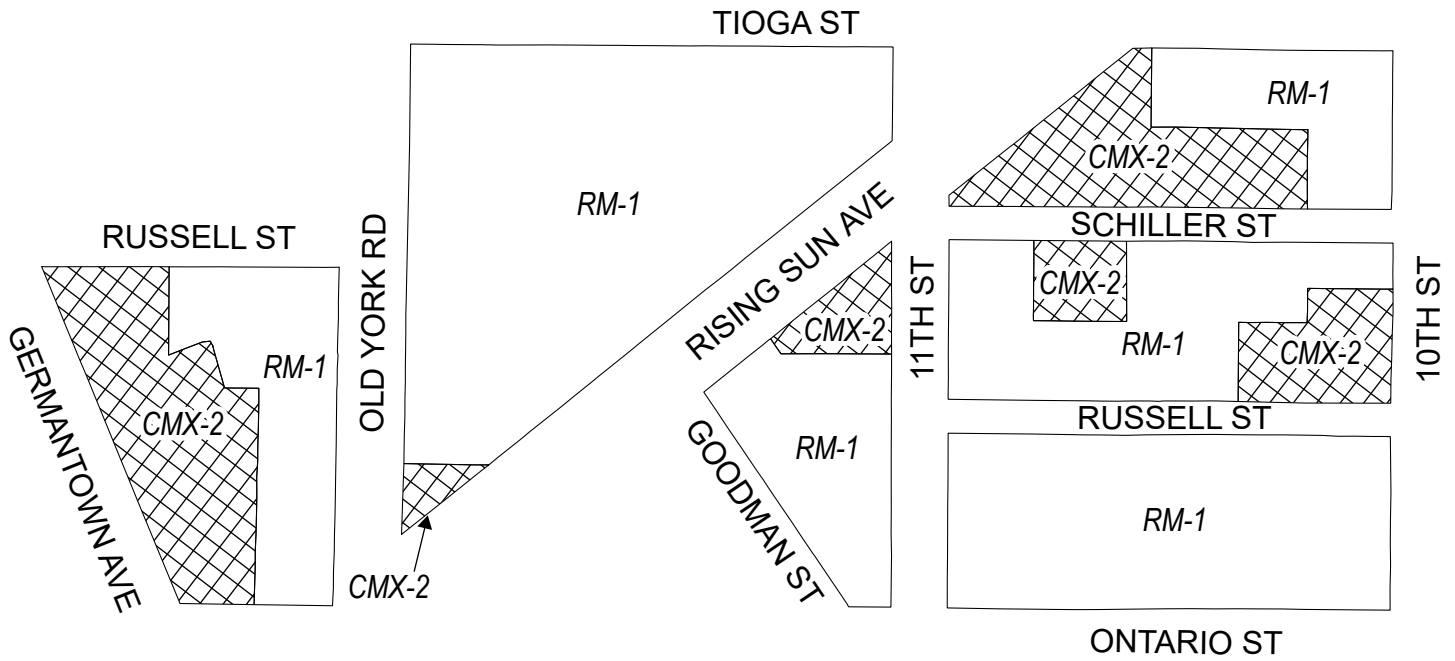 TIOGA ST
RM-1
CMX-2
RM-1
RUSSELL ST
OLD YORK RD
RISING SUN AVE
SCHILLER ST
11TH ST
10TH ST
CMX-2
CMX-2
RM-1
CMX-2
GERMANTOWN AVE
RM-1
CMX-2
RUSSELL ST
GOODMAN ST
RM-1
RM-1
CMX-2
ONTARIO ST